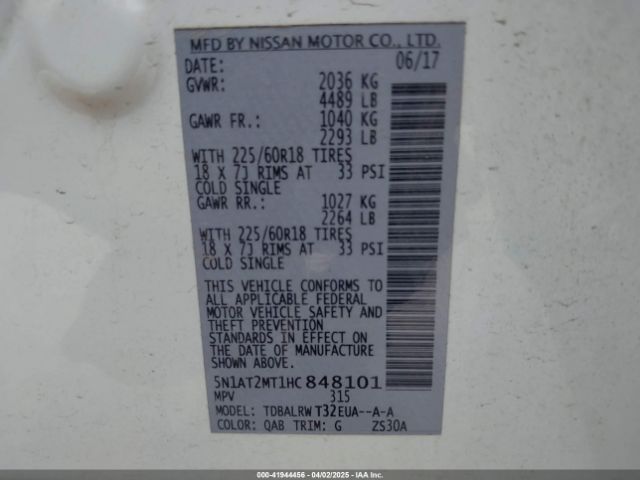 MFD BY NISSAN MOTOR CO., LTD.
DATE: 06/17
GVWR: 2036 KG
4489 LB
GAWR FR.: 1040 KG
2293 LB
WITH 225/60R18 TIRES
18 X 7J RIMS AT 33 PSI
COLD SINGLE
GAWR RR.: 1027 KG
2264 LB
WITH 225/60R18 TIRES
18 X 7J RIMS AT 33 PSI
COLD SINGLE
THIS VEHICLE CONFORMS TO
ALL APPLICABLE FEDERAL
MOTOR VEHICLE SAFETY AND
THEFT PREVENTION
STANDARDS IN EFFECT ON
THE DATE OF MANUFACTURE
SHOWN ABOVE.
5N1AT2MT1HC848101
MPV 315
MODEL: TDBALRWT32EUA--A-A
COLOR: QAB TRIM: G ZS30A
000-41944456 - 04/02/2025 - IAAI.COM